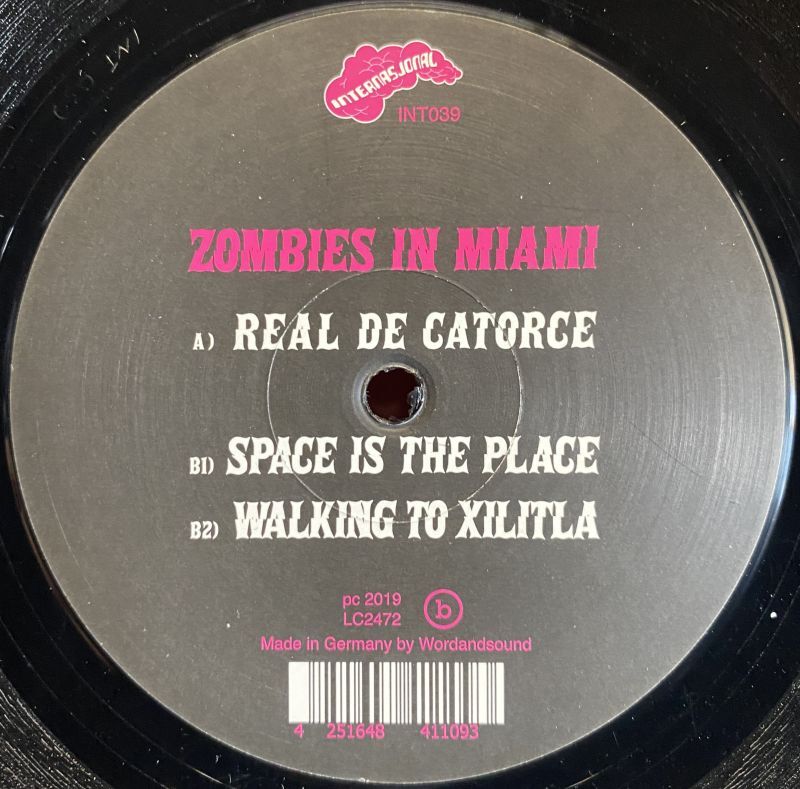 INTERNASJONAL
INT039
ZOMBIES IN MIAMI
A) REAL DE CATORCE
B1) SPACE IS THE PLACE
B2) WALKING TO XILITLA
pc 2019
LC2472
b
Made in Germany by Wordandsound
4 251648 411093